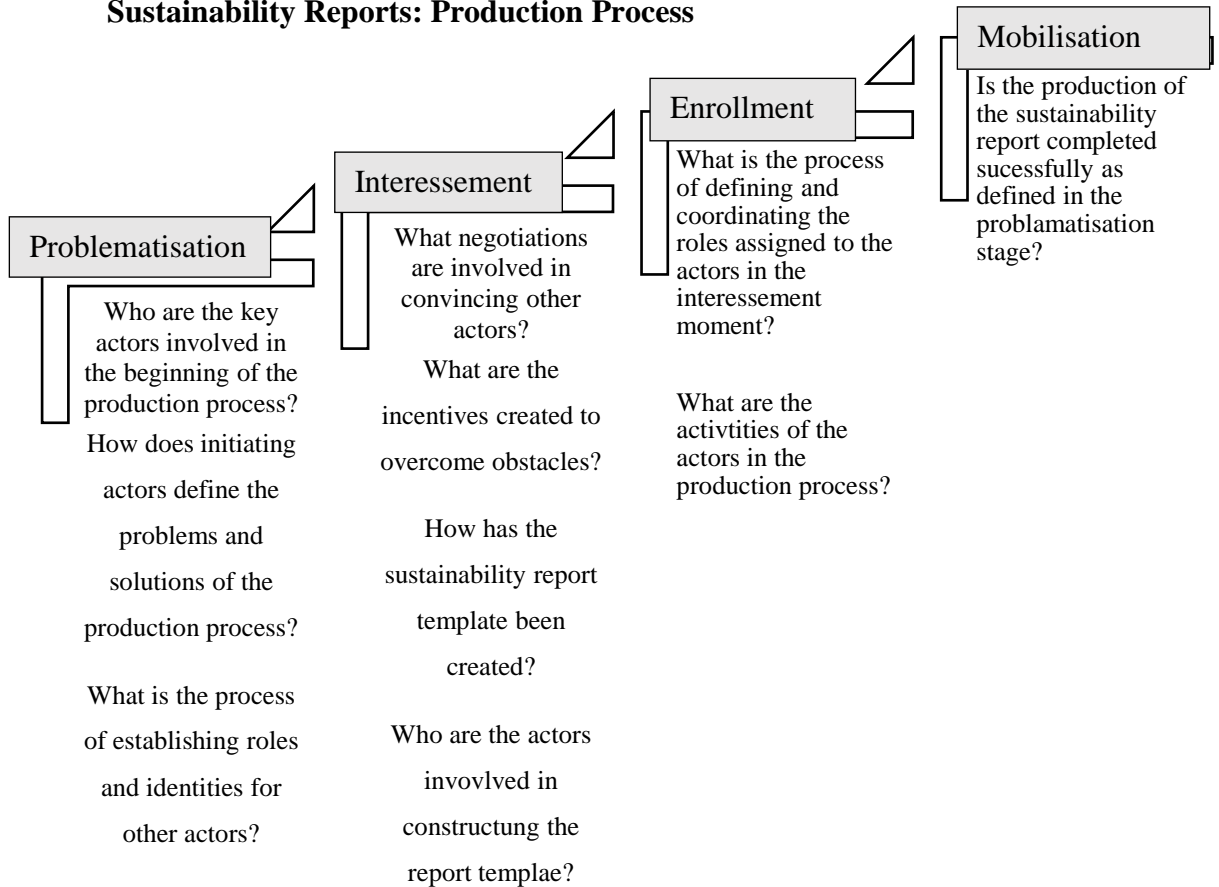 Sustainability Reports: Production Process
Problematisation
Who are the key
actors involved in
the beginning of the
production process?
How does initiating
actors define the
problems and
solutions of the
production process?
What is the process
of establishing roles
and identities for
other actors?
Interessement
What negotiations
are involved in
convincing other
actors?
What are the
incentives created to
overcome obstacles?
How has the
sustainability report
template been
created?
Who are the actors
invovlved in
constructung the
report templae?
Enrollment
What is the process
of defining and
coordinating the
roles assigned to the
actors in the
interessement
moment?
What are the
activtities of the
actors in the
production process?
Mobilisation
Is the production of
the sustainability
report completed
sucessfully as
defined in the
problamatisation
stage?